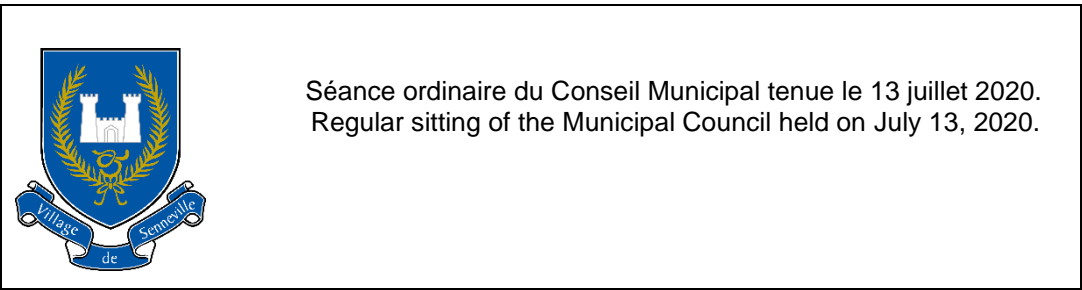 Séance ordinaire du Conseil Municipal tenue le 13 juillet 2020.
Regular sitting of the Municipal Council held on July 13, 2020.
Village
de
Senneville